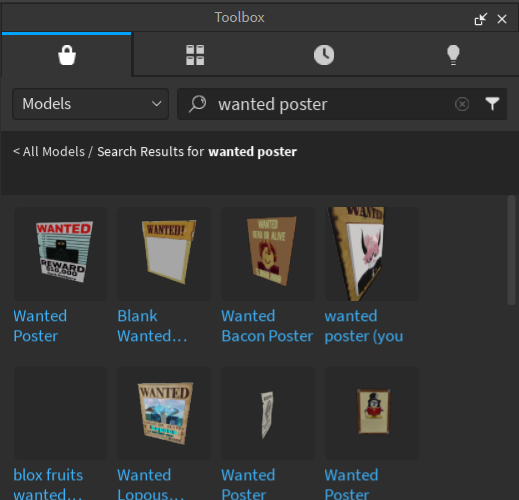 Toolbox
Models
wanted poster
< All Models / Search Results for wanted poster
WANTED
REWARD
$10,000
WANTED!
WANTED
DEAD OR ALIVE
WANTED
Wanted
Poster
Blank
Wanted...
Wanted
Bacon Poster
wanted
poster (you
WANTED
blox fruits
wanted...
Wanted
Lopous...
Wanted
Poster
Wanted
Poster